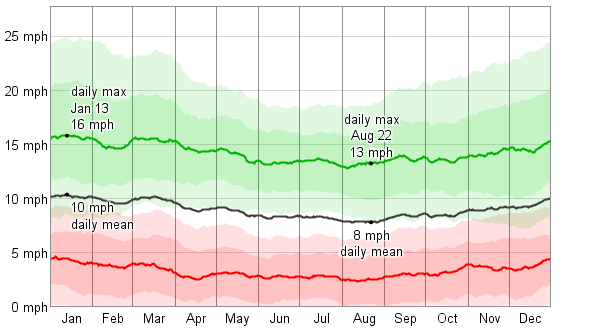 25 mph
20 mph
15 mph
10 mph
5 mph
0 mph
daily max
Jan 13
16 mph
daily max
Aug 22
13 mph
10 mph
daily mean
8 mph
daily mean
Jan Feb Mar Apr May Jun Jul Aug Sep Oct Nov Dec